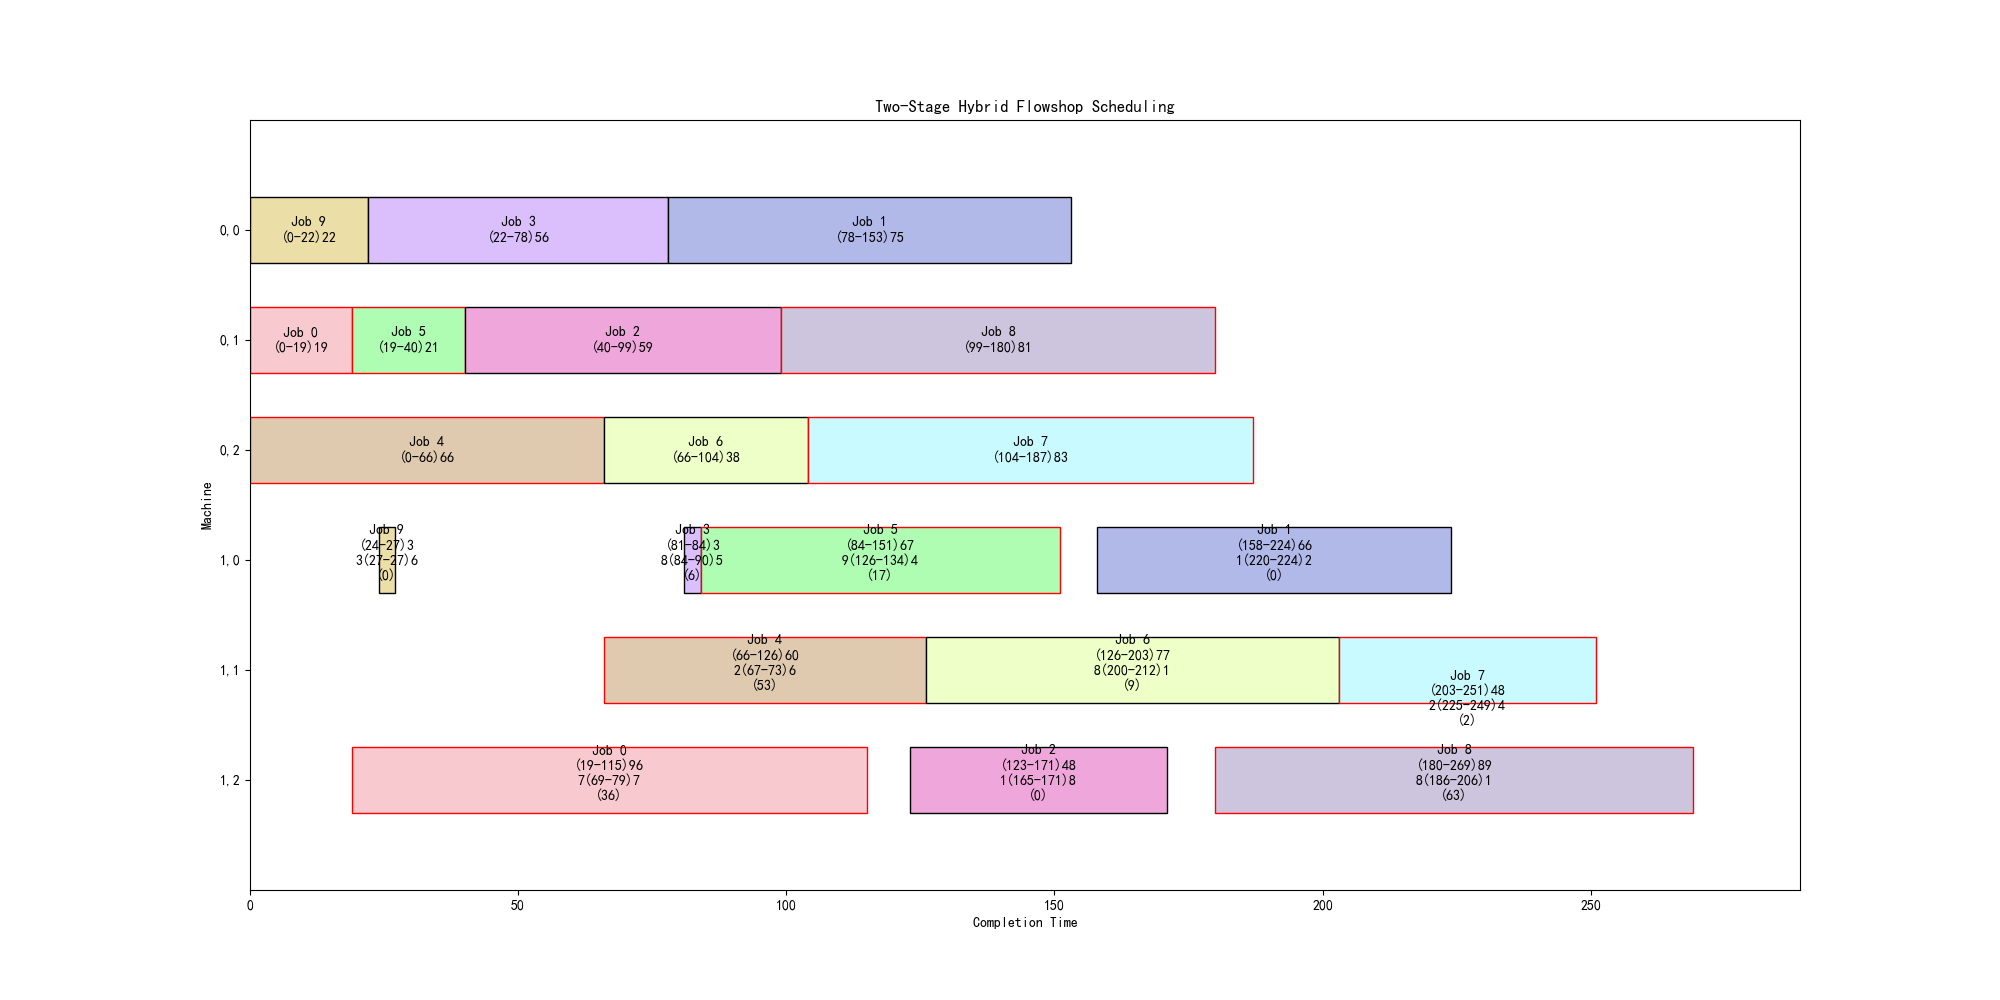 Two-Stage Hybrid Flowshop Scheduling
0,0
Job 9
(0-22)22
Job 3
(22-78)56
Job 1
(78-153)75
0,1
Job 0
(0-19)19
Job 5
(19-40)21
Job 2
(40-99)59
Job 8
(99-180)81
0,2
Job 4
(0-66)66
Job 6
(66-104)38
Job 7
(104-187)83
Machine
1,0
Job 9
(24-27)3
3(27-27)6
(0)
Job 3
(81-84)3
8(84-90)5
(6)
Job 5
(84-151)67
9(126-134)4
(17)
Job 1
(158-224)66
1(220-224)2
(0)
1,1
Job 4
(66-126)60
2(67-73)6
(53)
Job 6
(126-203)77
8(200-212)1
(9)
Job 7
(203-251)48
2(225-249)4
(2)
1,2
Job 0
(19-115)96
7(69-79)7
(36)
Job 2
(123-171)48
1(165-171)8
(0)
Job 8
(180-269)89
8(186-206)1
(63)
0
50
100
150
200
250
Completion Time